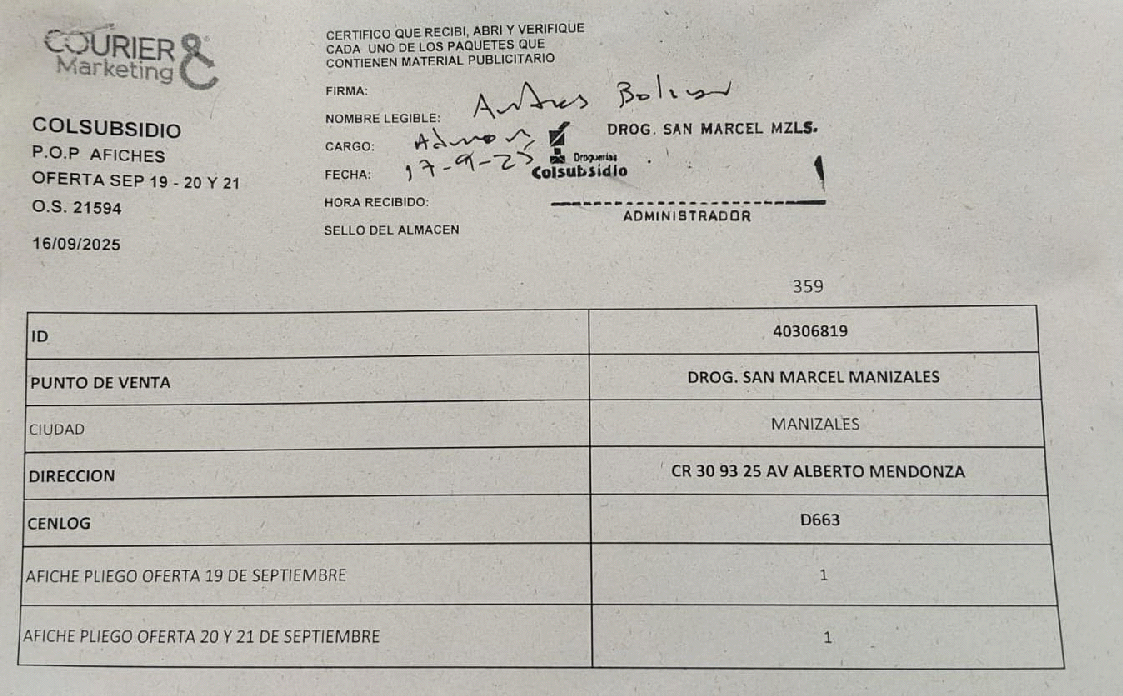 COURIER &
Marketing
COLSUBSIDIO
P.O.P AFICHES
OFERTA SEP 19 - 20 Y 21
O.S. 21594
16/09/2025
CERTIFICO QUE RECIBI, ABRI Y VERIFIQUE
CADA UNO DE LOS PAQUETES QUE
CONTIENEN MATERIAL PUBLICITARIO
FIRMA:
NOMBRE LEGIBLE: Andres Bolivar
CARGO:
FECHA: 17-9-25
HORA RECIBIDO:
SELLO DEL ALMACEN
DROG. SAN MARCEL MZLS.
Droguerías
Colsubsidio
ADMINISTRADOR
359
ID 40306819
PUNTO DE VENTA DROG. SAN MARCEL MANIZALES
CIUDAD MANIZALES
DIRECCION CR 30 93 25 AV ALBERTO MENDONZA
CENLOG D663
AFICHE PLIEGO OFERTA 19 DE SEPTIEMBRE 1
AFICHE PLIEGO OFERTA 20 Y 21 DE SEPTIEMBRE 1